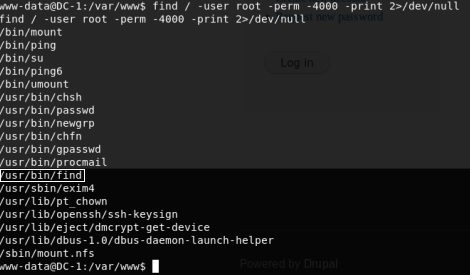 www-data@DC-1:/var/www$ find / -user root -perm -4000 -print 2>/dev/null
find / -user root -perm -4000 -print 2>/dev/null
new password
/bin/mount
/bin/ping
/bin/su
Log in
/bin/ping6
/bin/umount
/usr/bin/chsh
/usr/bin/passwd
/usr/bin/newgrp
/usr/bin/chfn
/usr/bin/gpasswd
/usr/bin/procmail
/usr/bin/find
/usr/sbin/exim4
/usr/lib/pt_chown
/usr/lib/openssh/ssh-keysign
/usr/lib/eject/dmcrypt-get-device
/usr/lib/dbus-1.0/dbus-daemon-launch-helper
/sbin/mount.nfs
Powered by Drupal
www-data@DC-1:/var/www$